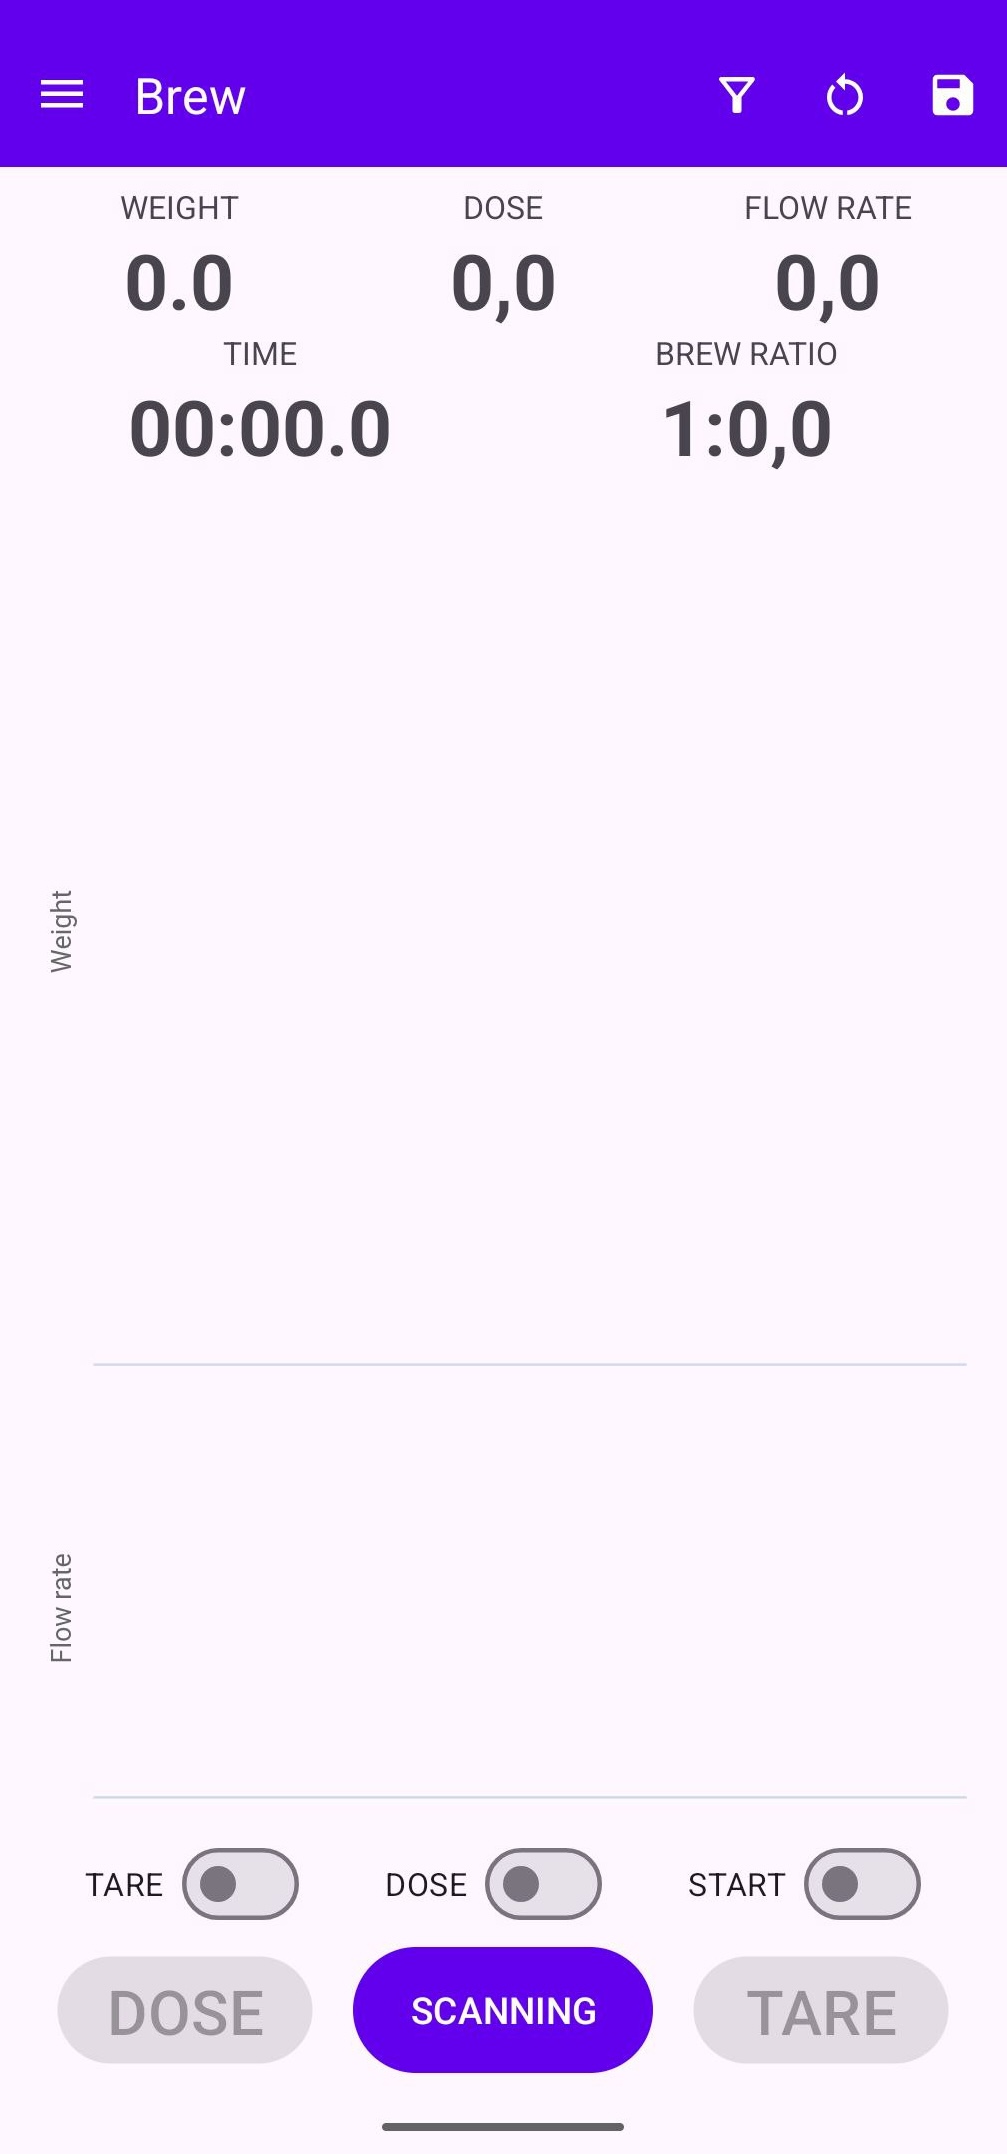 Brew
WEIGHT DOSE FLOW RATE
0.0 0,0 0,0
TIME BREW RATIO
00:00.0 1:0,0
Weight
Flow rate
TARE DOSE START
DOSE SCANNING TARE